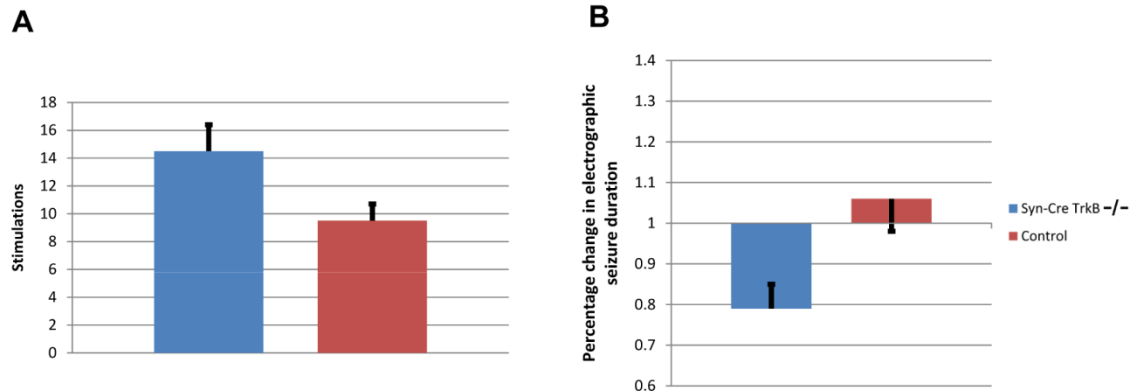 A
Stimulations
18
16
14
12
10
8
6
4
2
0
B
Percentage change in electrographic
seizure duration
1.4
1.3
1.2
1.1
1
0.9
0.8
0.7
0.6
Syn-Cre TrkB −/−
Control